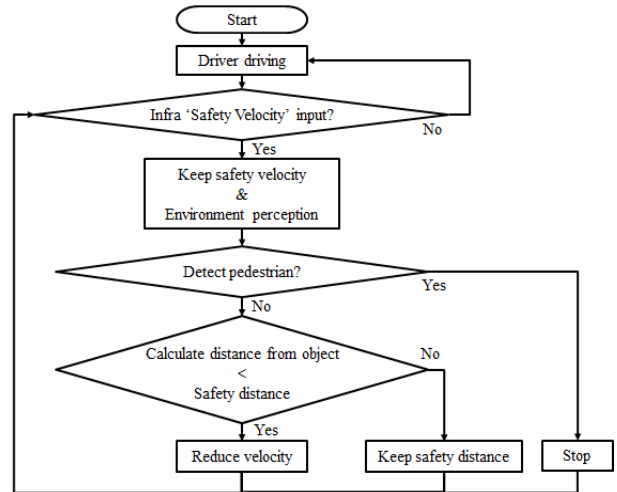 Start
Driver driving
Infra ‘Safety Velocity’ input?
No
Yes
Keep safety velocity
&
Environment perception
Detect pedestrian?
Yes
No
Calculate distance from object
<
Safety distance
No
Yes
Reduce velocity
Keep safety distance
Stop